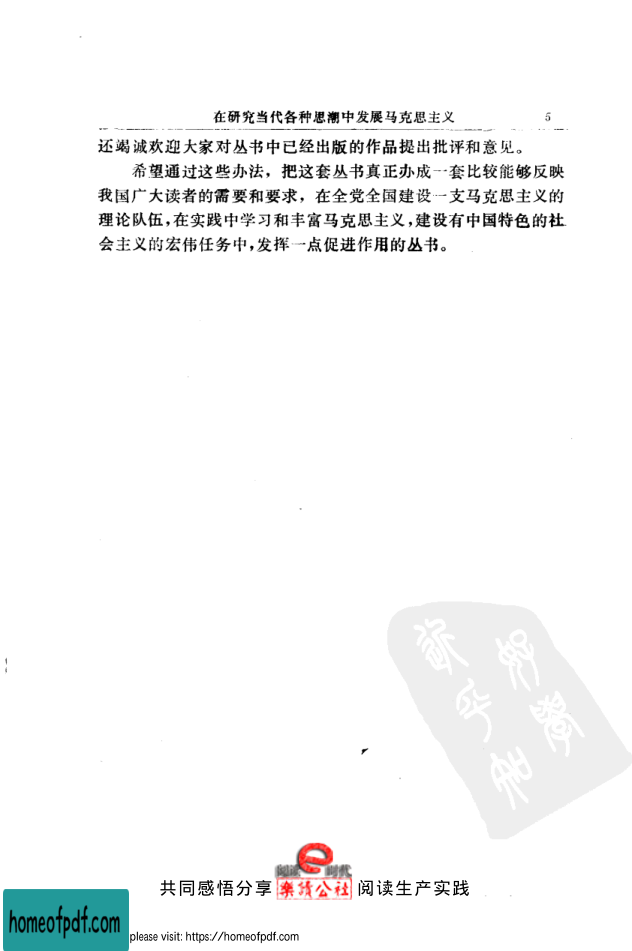 在研究当代各种思潮中发展马克思主义 5
还竭诚欢迎大家对丛书中已经出版的作品提出批评和意见。
希望通过这些办法，把这套丛书真正办成一套比较能够反映
我国广大读者的需要和要求，在全党全国建设一支马克思主义的
理论队伍，在实践中学习和丰富马克思主义，建设有中国特色的社
会主义的宏伟任务中，发挥一点促进作用的丛书。
好學
近乎知
共同感悟分享 樂讀公社 阅读生产实践
homeofpdf.com
please visit: https://homeofpdf.com